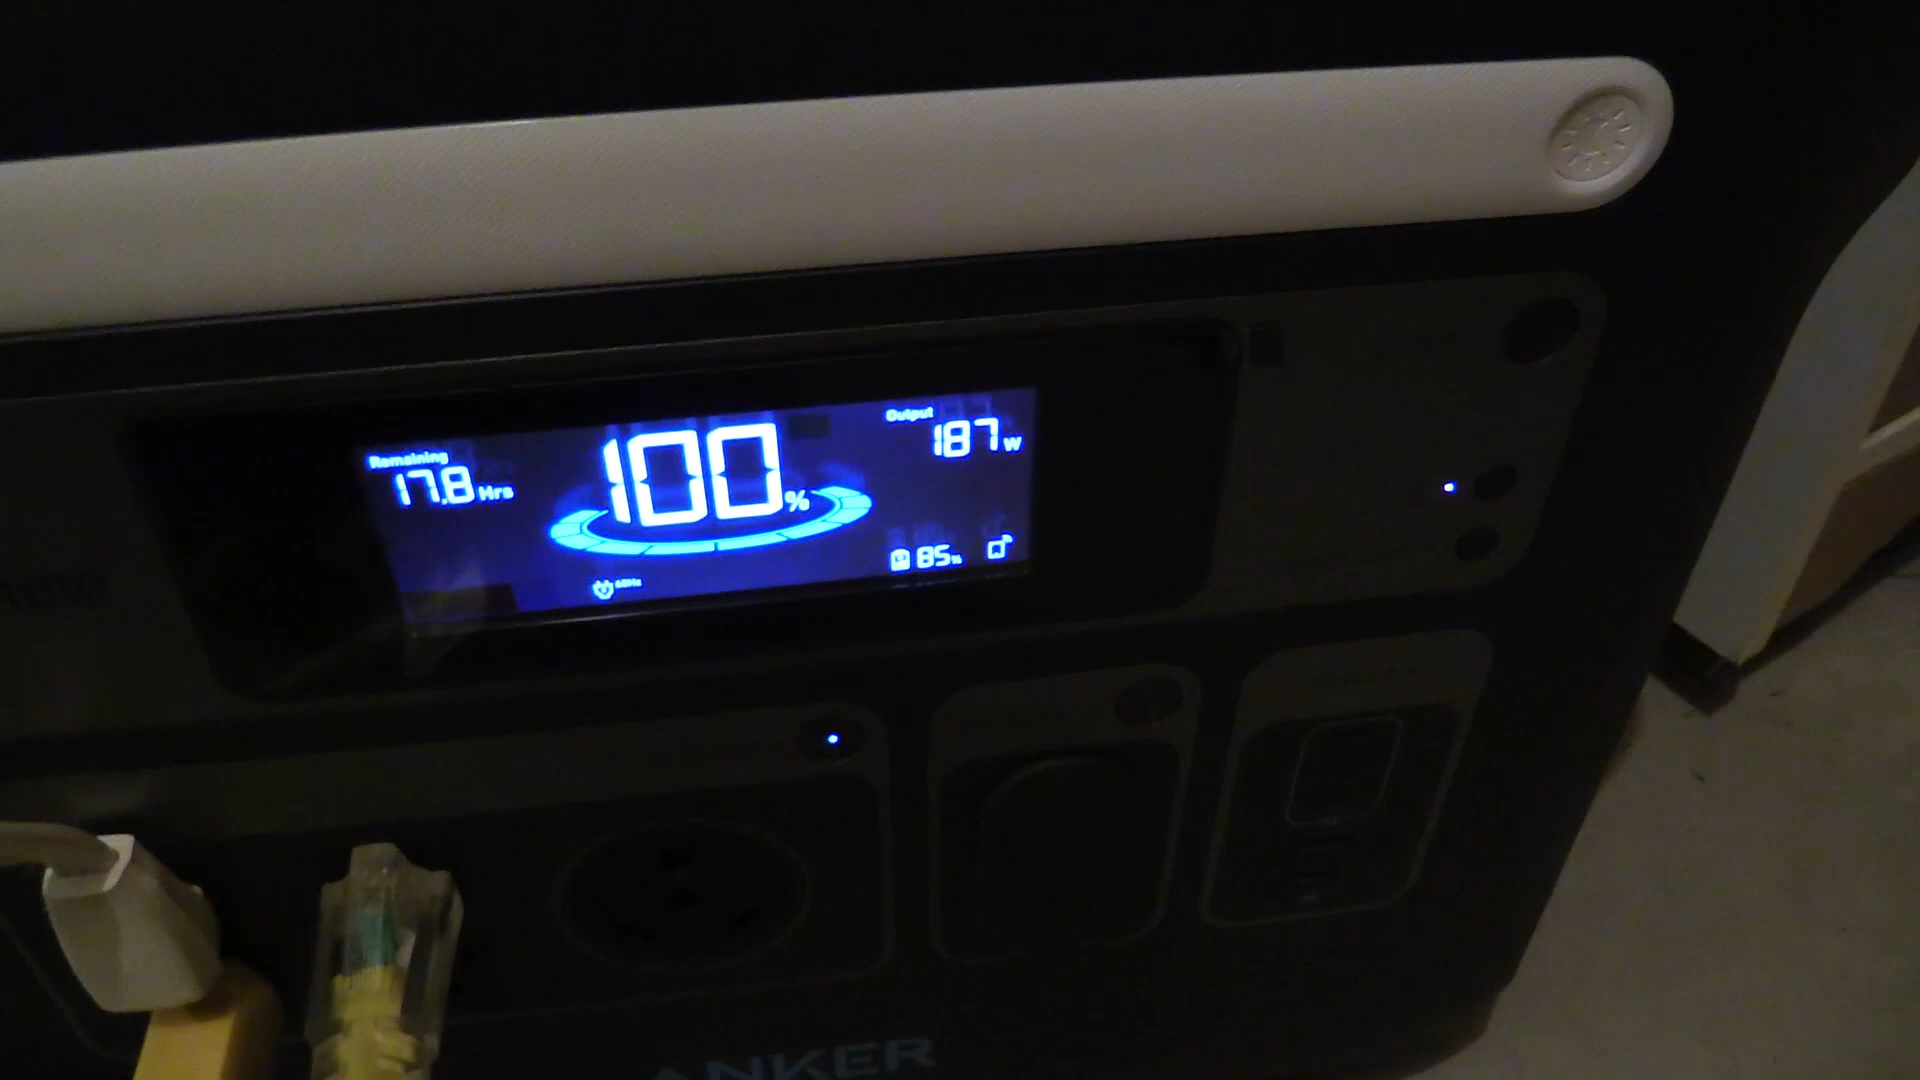 Remaining
17.8 Hrs
100%
Output
187 W
60Hz
85%
ANKER